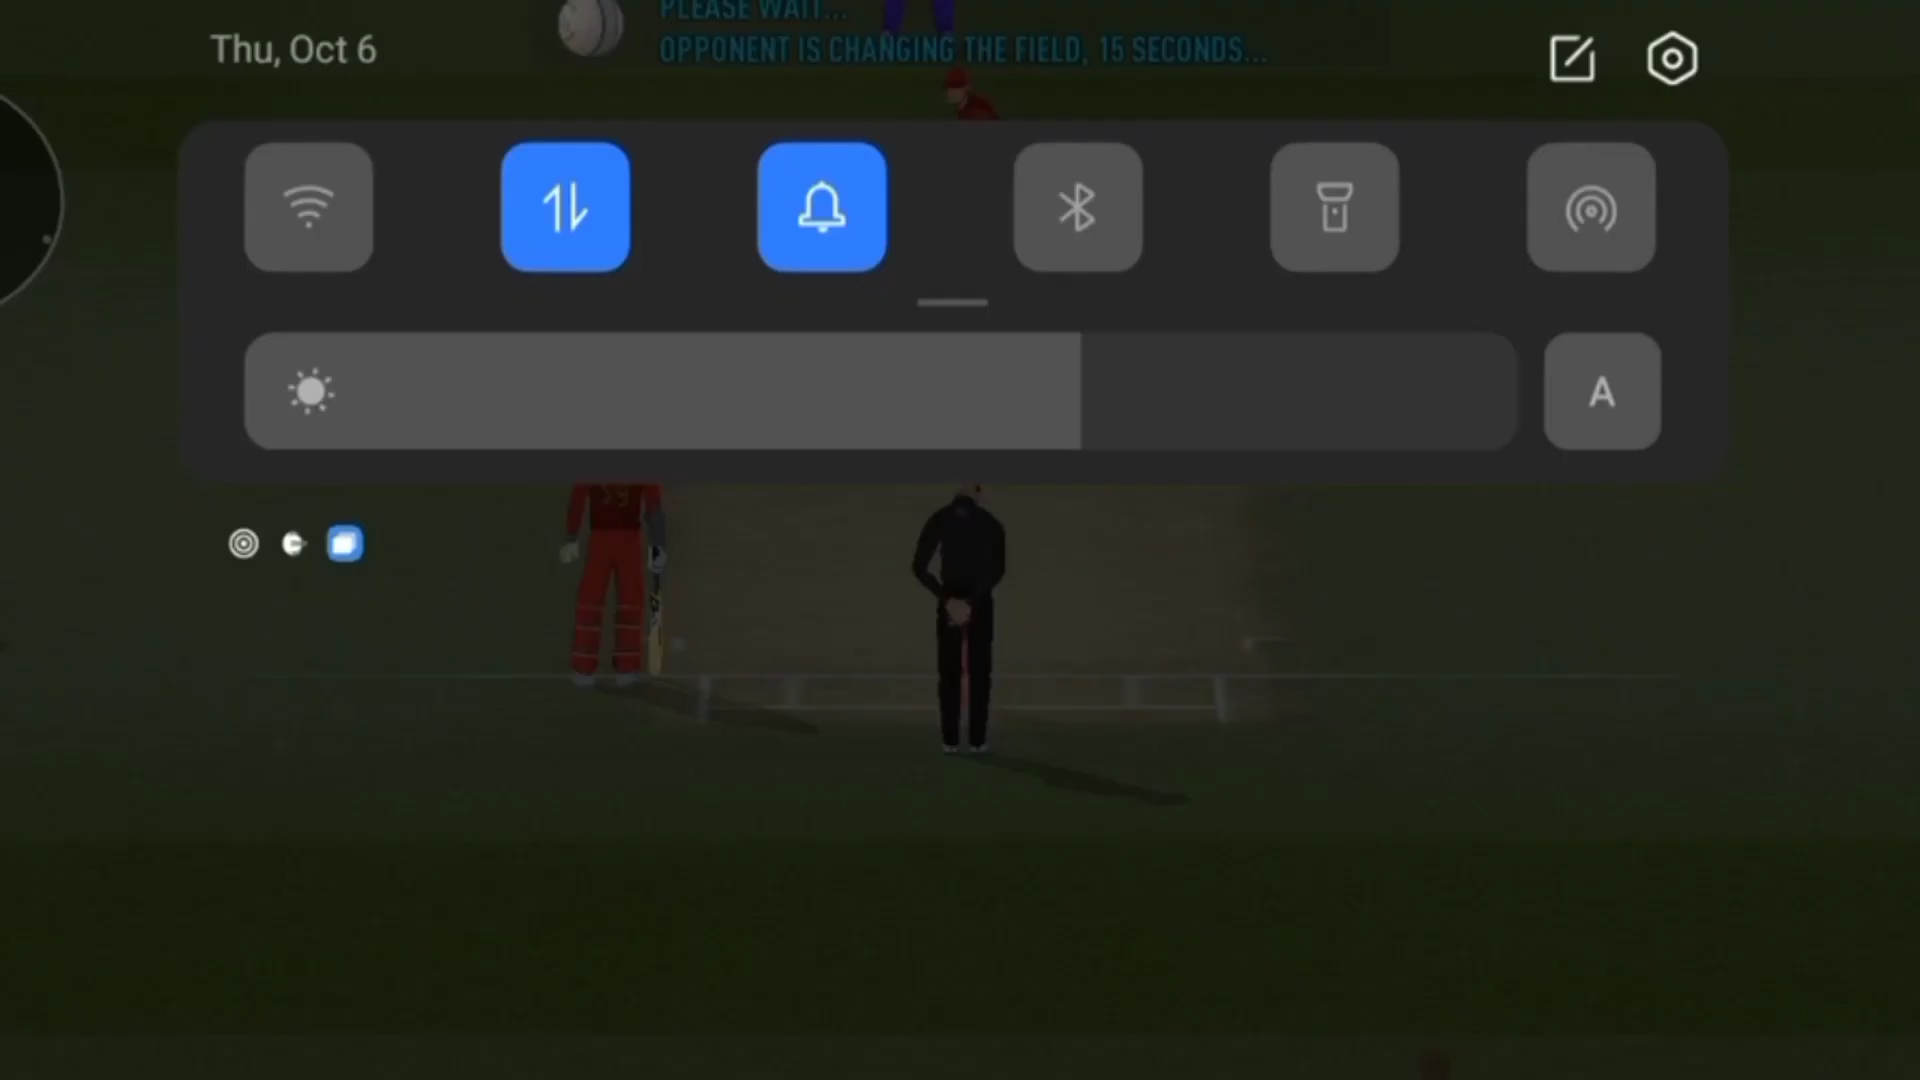 PLEASE WAIT...
Thu, Oct 6
OPPONENT IS CHANGING THE FIELD, 15 SECONDS...
A